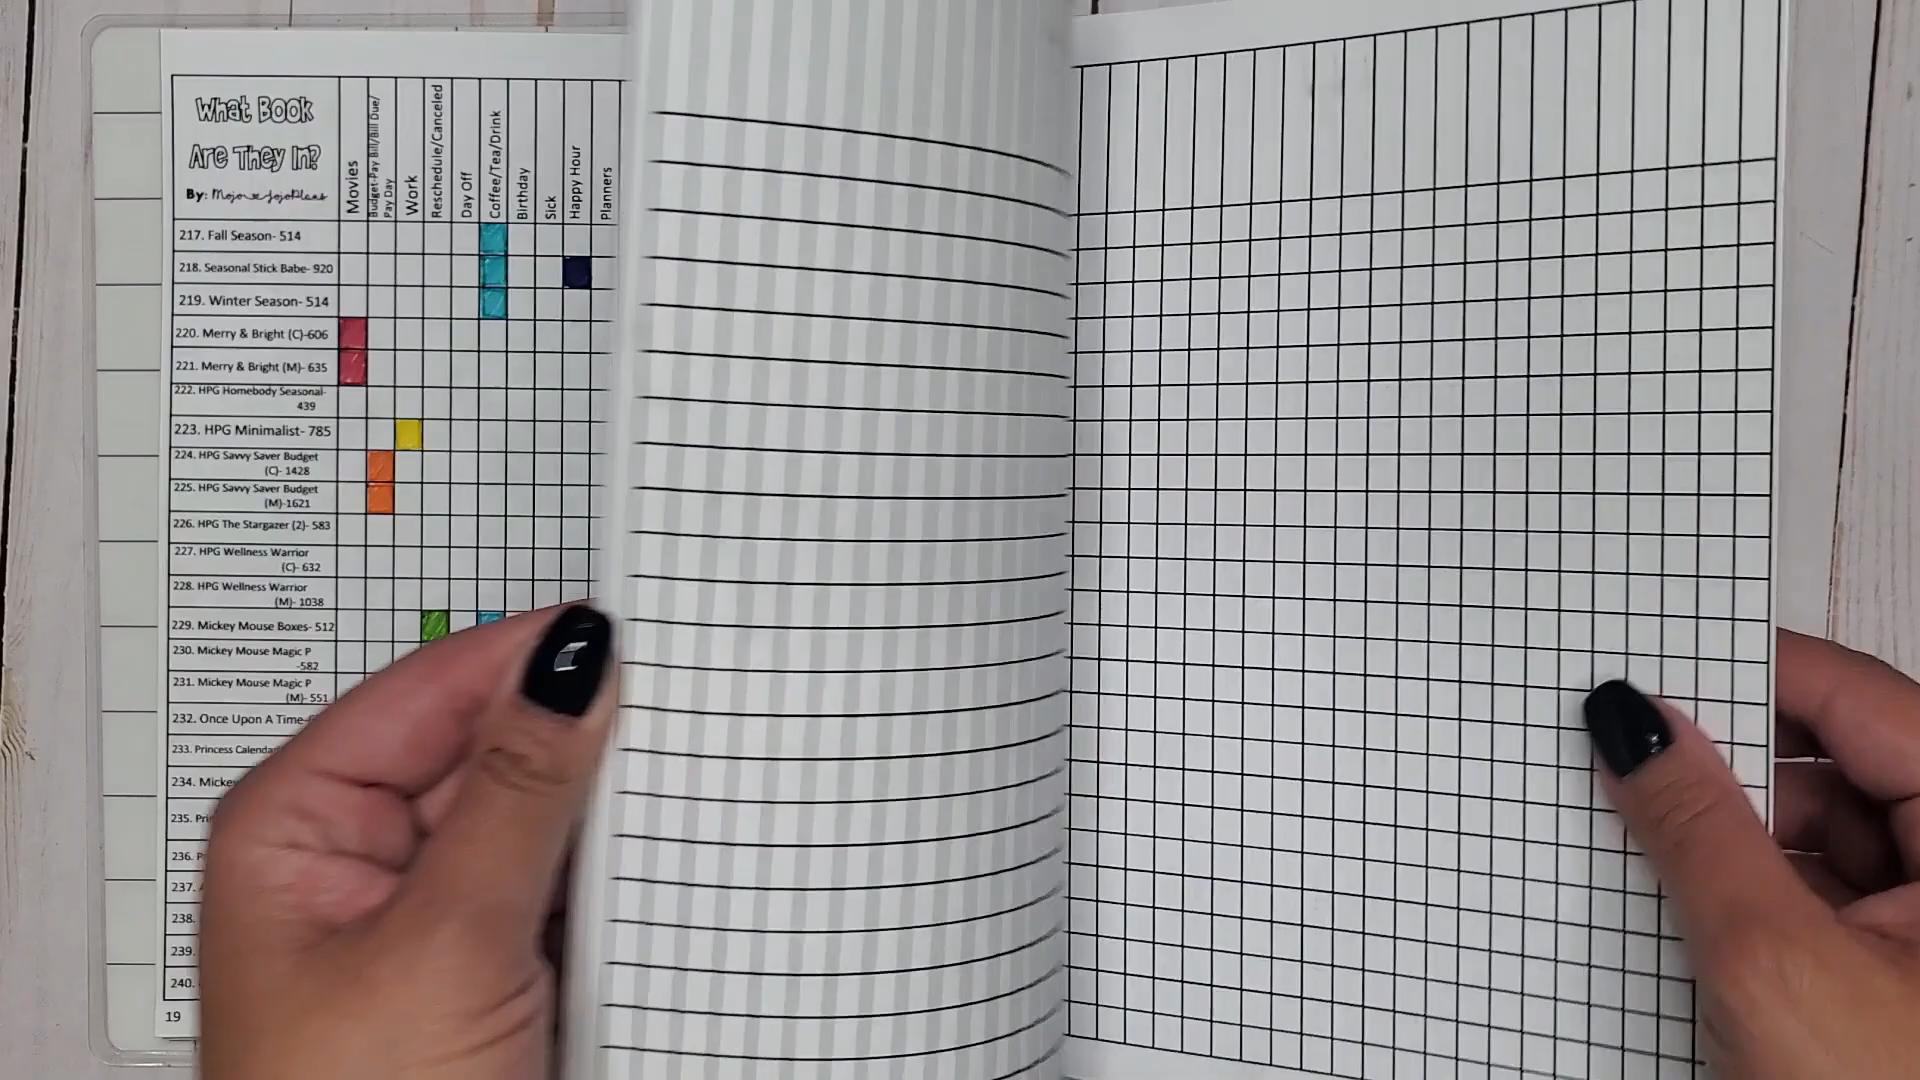 What Book
Are They In?
By: Mojo JojoPlans
Movies
Budget-Pay Bill/Bill Due/
Pay Day
Work
Reschedule/Canceled
Day Off
Coffee/Tea/Drink
Birthday
Sick
Happy Hour
Planners
217. Fall Season- 514
218. Seasonal Stick Babe- 920
219. Winter Season- 514
220. Merry & Bright (C)-606
221. Merry & Bright (M)- 635
222. HPG Homebody Seasonal-
439
223. HPG Minimalist- 785
224. HPG Savvy Saver Budget
(C)- 1428
225. HPG Savvy Saver Budget
(M)-1621
226. HPG The Stargazer (2)- 583
227. HPG Wellness Warrior
(C)- 632
228. HPG Wellness Warrior
(M)- 1038
229. Mickey Mouse Boxes- 512
230. Mickey Mouse Magic P
-582
231. Mickey Mouse Magic P
(M)- 551
232. Once Upon A Time-
233. Princess Calendar
234. Micke
235. Pri
236.
237.
238.
239.
240.
19